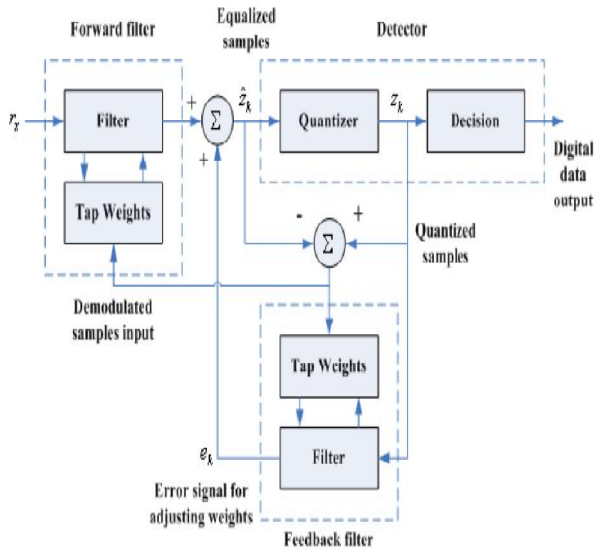 Forward filter
Equalized
samples
Detector
r_x
Filter
+
Σ
ẑ_k
Quantizer
z_k
Decision
+
Tap Weights
Digital
data
output
-
+
Σ
Quantized
samples
Demodulated
samples input
Tap Weights
e_k
Filter
Error signal for
adjusting weights
Feedback filter